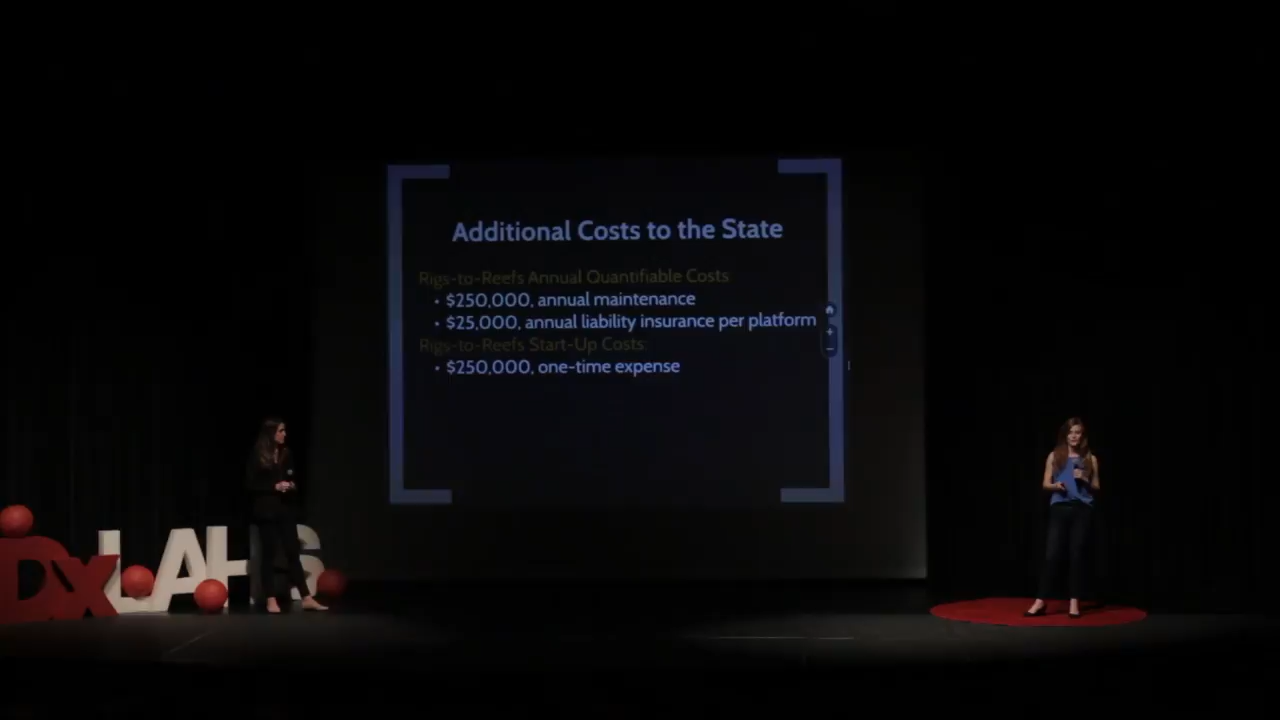 Additional Costs to the State
Rigs-to-Reefs Annual Quantifiable Costs
• $250,000, annual maintenance
• $25,000, annual liability insurance per platform
Rigs-to-Reefs Start-Up Costs:
• $250,000, one-time expense
DxLAHS